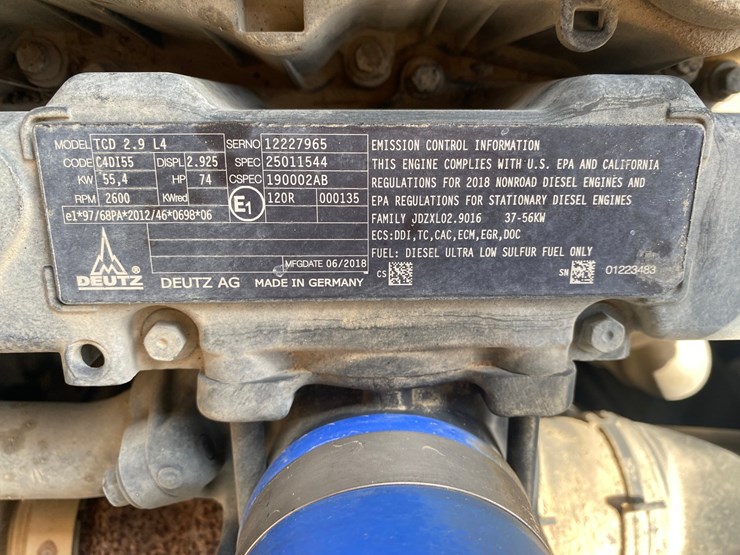 MODEL TCD 2.9 L4 SERNO 12227965
CODE C4DI55 DISPL 2.925 SPEC 25011544
KW 55,4 HP 74 CSPEC 190002AB
RPM 2600 KWred E1 120R 000135
e1*97/68PA*2012/46*0698*06
MFGDATE 06/2018
DEUTZ ® DEUTZ AG MADE IN GERMANY
EMISSION CONTROL INFORMATION
THIS ENGINE COMPLIES WITH U.S. EPA AND CALIFORNIA
REGULATIONS FOR 2018 NONROAD DIESEL ENGINES AND
EPA REGULATIONS FOR STATIONARY DIESEL ENGINES
FAMILY JDZXL02.9016 37-56KW
ECS:DDI,TC,CAC,ECM,EGR,DOC
FUEL: DIESEL ULTRA LOW SULFUR FUEL ONLY
CS SN 01223483